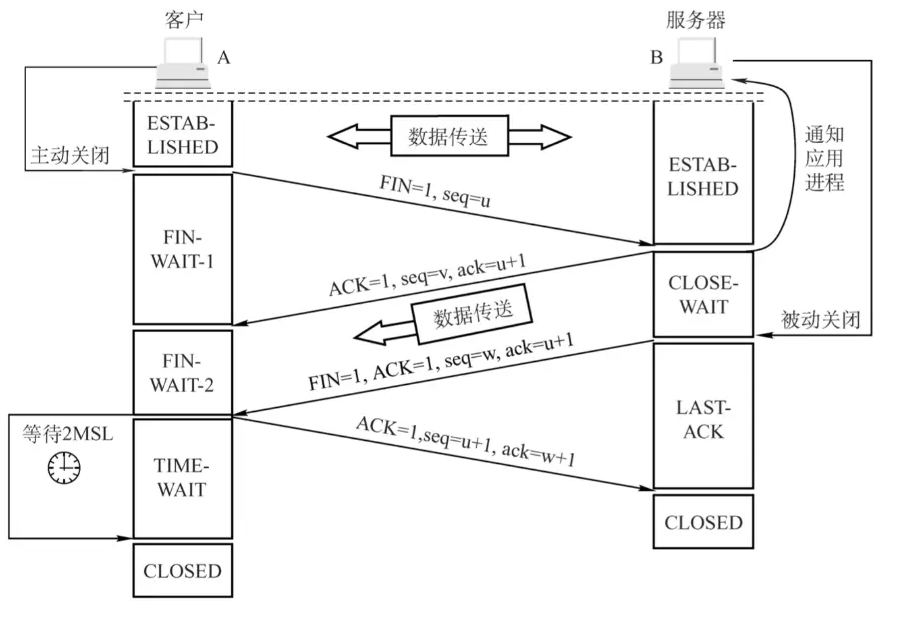 客户
服务器
A
B
ESTAB-
LISHED
数据传送
通知
应用
进程
主动关闭
FIN=1, seq=u
ESTAB-
LISHED
FIN-
WAIT-1
ACK=1, seq=v, ack=u+1
CLOSE-
WAIT
数据传送
被动关闭
FIN-
WAIT-2
FIN=1, ACK=1, seq=w, ack=u+1
LAST-
ACK
等待2MSL
ACK=1,seq=u+1, ack=w+1
TIME-
WAIT
CLOSED
CLOSED